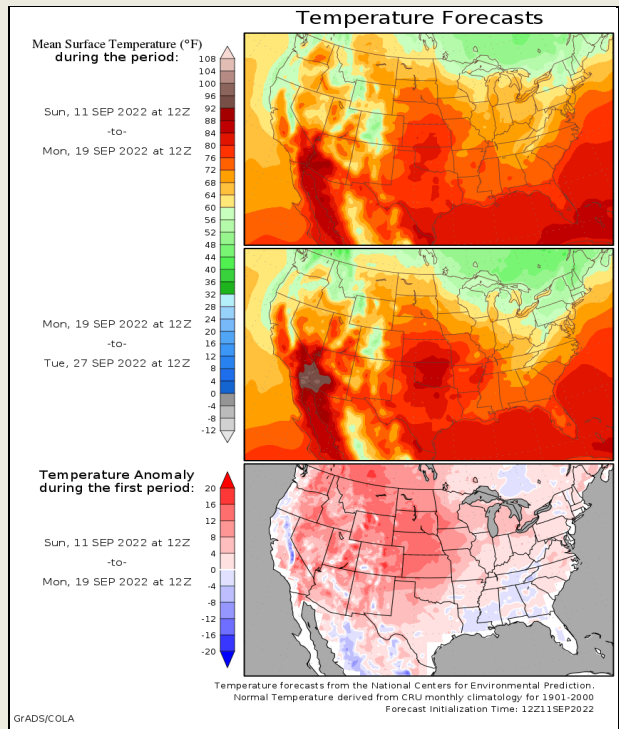 Temperature Forecasts
Mean Surface Temperature (°F)
during the period:
108
104
100
96
92
88
84
80
76
72
68
64
60
56
52
48
44
40
36
32
28
24
20
16
12
8
4
0
-4
-8
-12
Sun, 11 SEP 2022 at 12Z
-to-
Mon, 19 SEP 2022 at 12Z
Mon, 19 SEP 2022 at 12Z
-to-
Tue, 27 SEP 2022 at 12Z
Temperature Anomaly
during the first period:
20
16
12
8
4
0
-4
-8
-12
-16
-20
Sun, 11 SEP 2022 at 12Z
-to-
Mon, 19 SEP 2022 at 12Z
Temperature forecasts from the National Centers for Environmental Prediction.
Normal Temperature derived from CRU monthly climatology for 1901-2000
Forecast Initialization Time: 12Z11SEP2022
GrADS/COLA